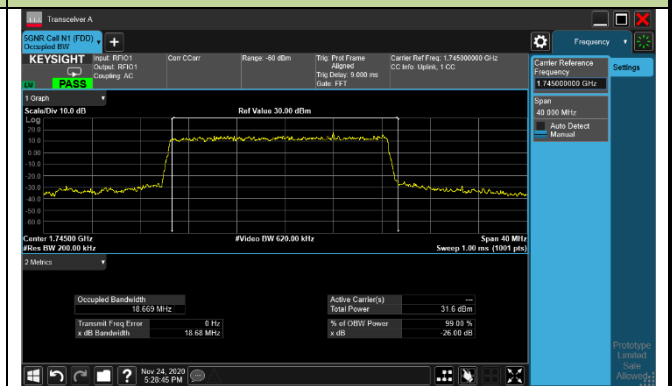 Transceiver A
5GNR Cell N1 (FDD)
Occupied BW
Frequency
KEYSIGHT
LV PASS
Input: RFIO1
Output: RFIO1
Coupling: AC
Corr CCorr
Range: -60 dBm
Trig: Prot Frame
Aligned
Trig Delay: 9.000 ms
Gate: FFT
Carrier Ref Freq: 1.745000000 GHz
CC Info: Uplink, 1 CC
Carrier Reference
Frequency
1.745000000 GHz
Settings
Span
40.000 MHz
Auto Detect
Manual
1 Graph
Scale/Div 10.0 dB
Ref Value 30.00 dBm
Log
20.0
10.0
0.00
-10.0
-20.0
-30.0
-40.0
-50.0
-60.0
Center 1.74500 GHz
#Video BW 620.00 kHz
Span 40 MHz
#Res BW 200.00 kHz
Sweep 1.00 ms (1001 pts)
2 Metrics
Occupied Bandwidth
18.669 MHz
Active Carrier(s) ---
Total Power 31.6 dBm
Transmit Freq Error 0 Hz
% of OBW Power 99.00 %
x dB Bandwidth 18.68 MHz
x dB -26.00 dB
Prototype
Limited
Sale
Allowed
Nov 24, 2020
5:28:45 PM